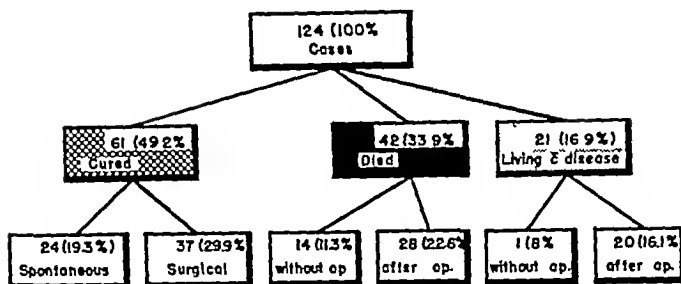 124 (100%
Cases
61 (49.2%
Cured
42 (33.9%
Died
21 (16.9%)
Living c̄ disease
24 (19.3%)
Spontaneous
37 (29.9%
Surgical
14 (11.3%
without op
28 (22.6%
after op.
1 (8%
without op.
20 (16.1%
after op.